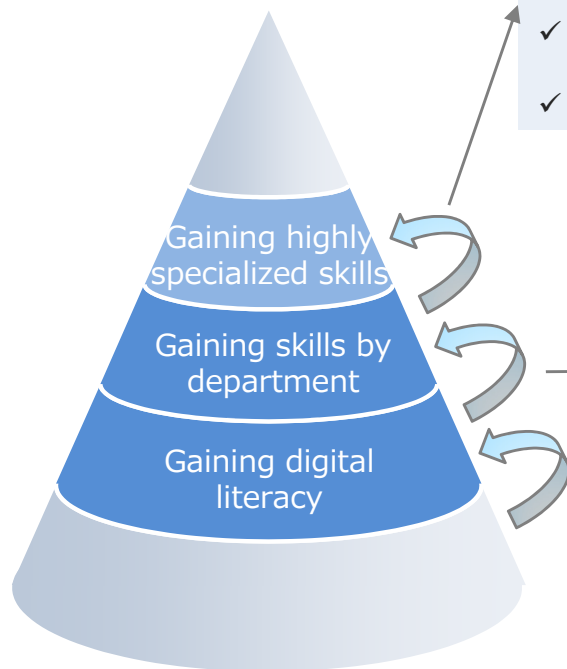 ✓
✓
Gaining highly
specialized skills
Gaining skills by
department
Gaining digital
literacy